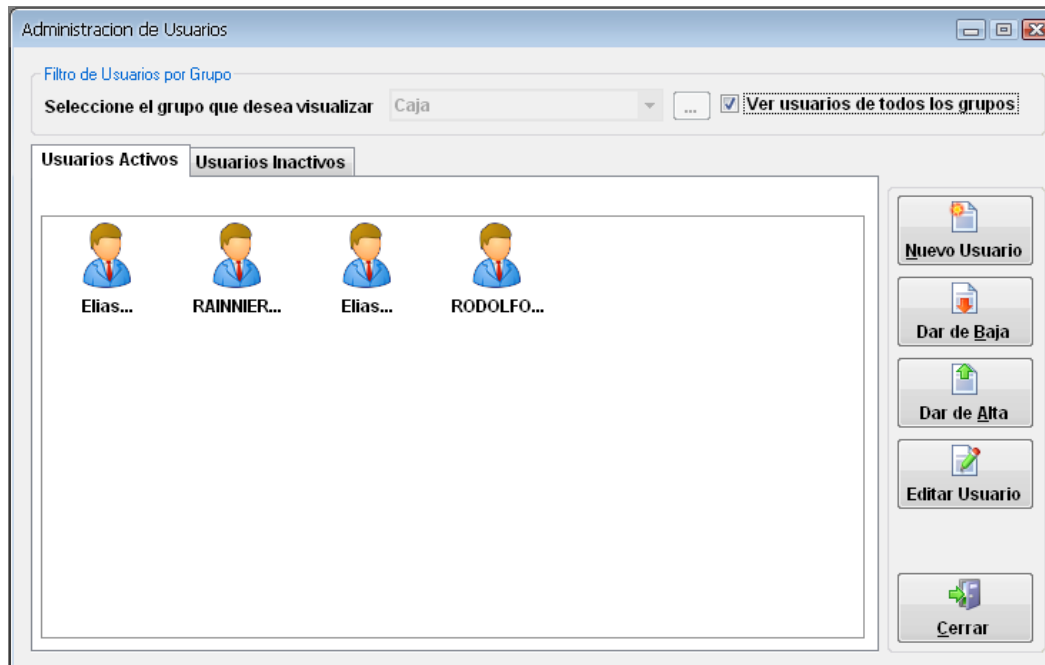 Administracion de Usuarios
Filtro de Usuarios por Grupo
Seleccione el grupo que desea visualizar Caja ... Ver usuarios de todos los grupos
Usuarios Activos Usuarios Inactivos
Elias... RAINNIER... Elias... RODOLFO...
Nuevo Usuario
Dar de Baja
Dar de Alta
Editar Usuario
Cerrar